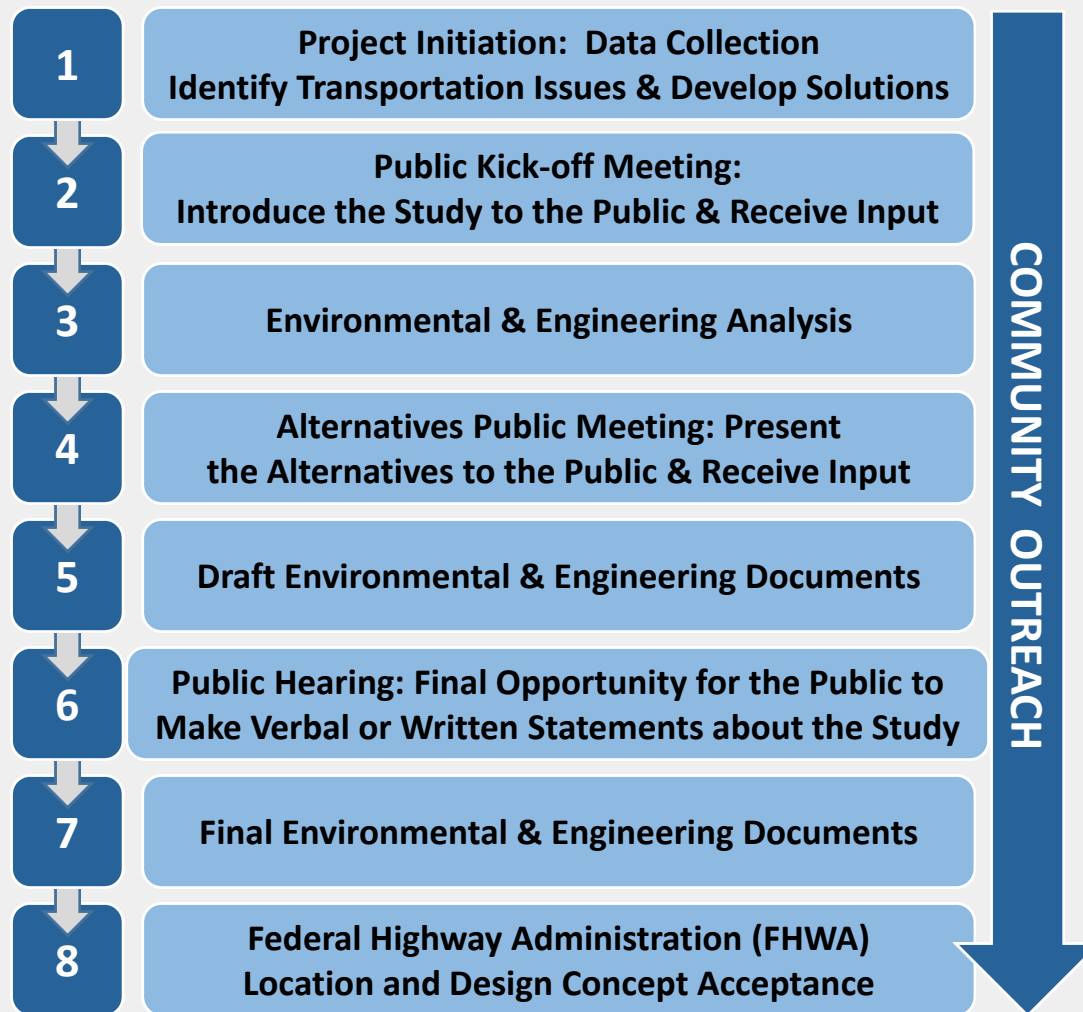 1
Project Initiation: Data Collection
Identify Transportation Issues & Develop Solutions
2
Public Kick-off Meeting:
Introduce the Study to the Public & Receive Input
3
Environmental & Engineering Analysis
4
Alternatives Public Meeting: Present
the Alternatives to the Public & Receive Input
5
Draft Environmental & Engineering Documents
6
Public Hearing: Final Opportunity for the Public to
Make Verbal or Written Statements about the Study
7
Final Environmental & Engineering Documents
8
Federal Highway Administration (FHWA)
Location and Design Concept Acceptance
COMMUNITY OUTREACH